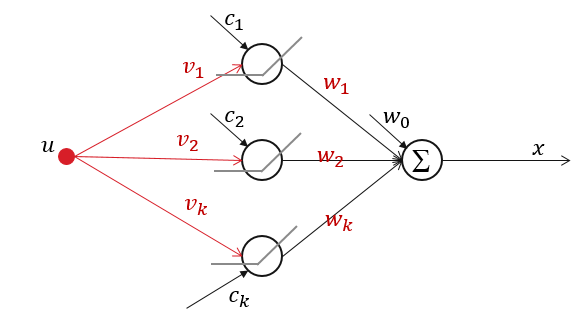 c₁
v₁
w₁
c₂
w₀
u
v₂
w₂
Σ
x
vₖ
wₖ
cₖ